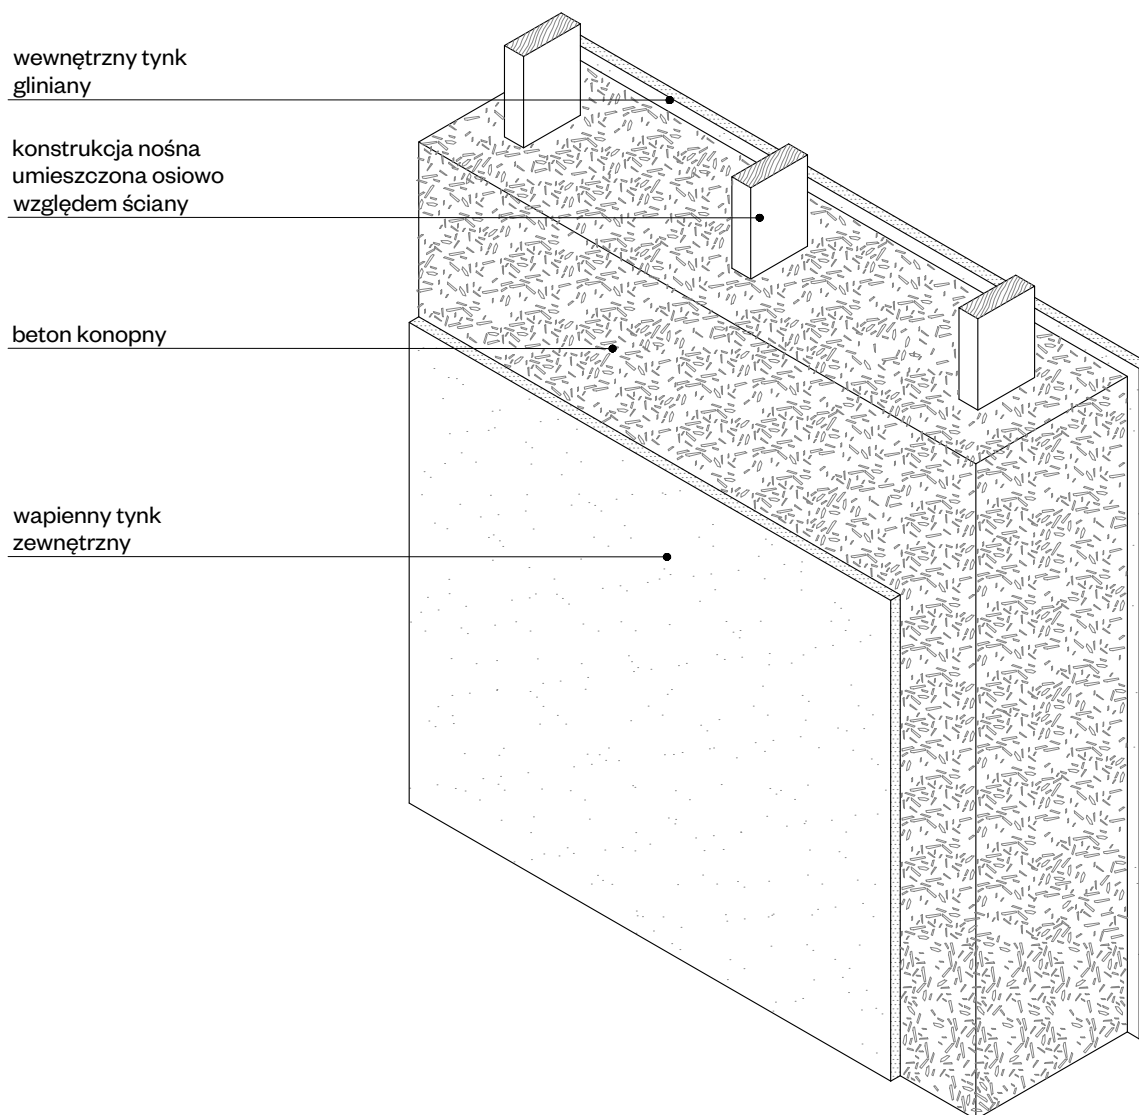 wewnętrzny tynk
gliniany
konstrukcja nośna
umieszczona osiowo
względem ściany
beton konopny
wapienny tynk
zewnętrzny